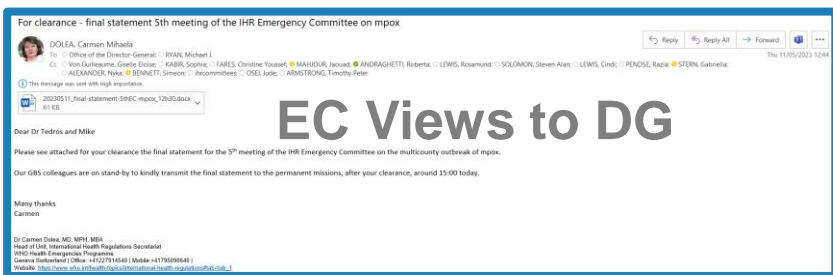 For clearance - final statement 5th meeting of the IHR Emergency Committee on mpox
DOLEA, Carmen Mihaela
Reply Reply All Forward
To Office of the Director-General; RYAN, Michael J.
Thu 11/05/2023 12:44
Cc Von Guilleaume, Giselle Eloise; KABIR, Sophia; FARES, Christine Youssef; MAHJOUR, Jaouad; ANDRAGHETTI, Roberta; LEWIS, Rosamund; SOLOMON, Steven Alan; LEWIS, Cindi; PENDSE, Razia; STERN, Gabriella;
ALEXANDER, Nyka; BENNETT, Simeon; ihrcommittees; OSEI, Jude; ARMSTRONG, Timothy Peter
This message was sent with High importance.
20230511_final-statement-5thEC-mpox_12h30.docx
61 KB
EC Views to DG
Dear Dr Tedros and Mike
Please see attached for your clearance the final statement for the 5th meeting of the IHR Emergency Committee on the multicounty outbreak of mpox.
Our GBS colleagues are on stand-by to kindly transmit the final statement to the permanent missions, after your clearance, around 15:00 today.
Many thanks
Carmen
Dr Carmen Dolea, MD, MPH, MBA
Head of Unit, International Health Regulations Secretariat
WHO Health Emergencies Programme
Geneva Switzerland | Office: +41227914540 | Mobile +41795090640 |
Website: https://www.who.int/health-topics/international-health-regulations#tab=tab_1